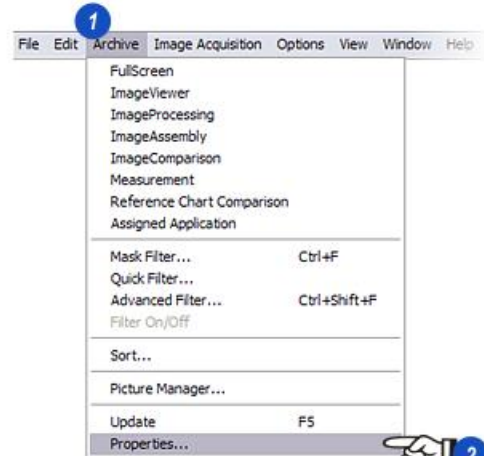 1
File Edit Archive Image Acquisition Options View Window Help
FullScreen
ImageViewer
ImageProcessing
ImageAssembly
ImageComparison
Measurement
Reference Chart Comparison
Assigned Application
Mask Filter... Ctrl+F
Quick Filter...
Advanced Filter... Ctrl+Shift+F
Filter On/Off
Sort...
Picture Manager...
Update F5
Properties... 2